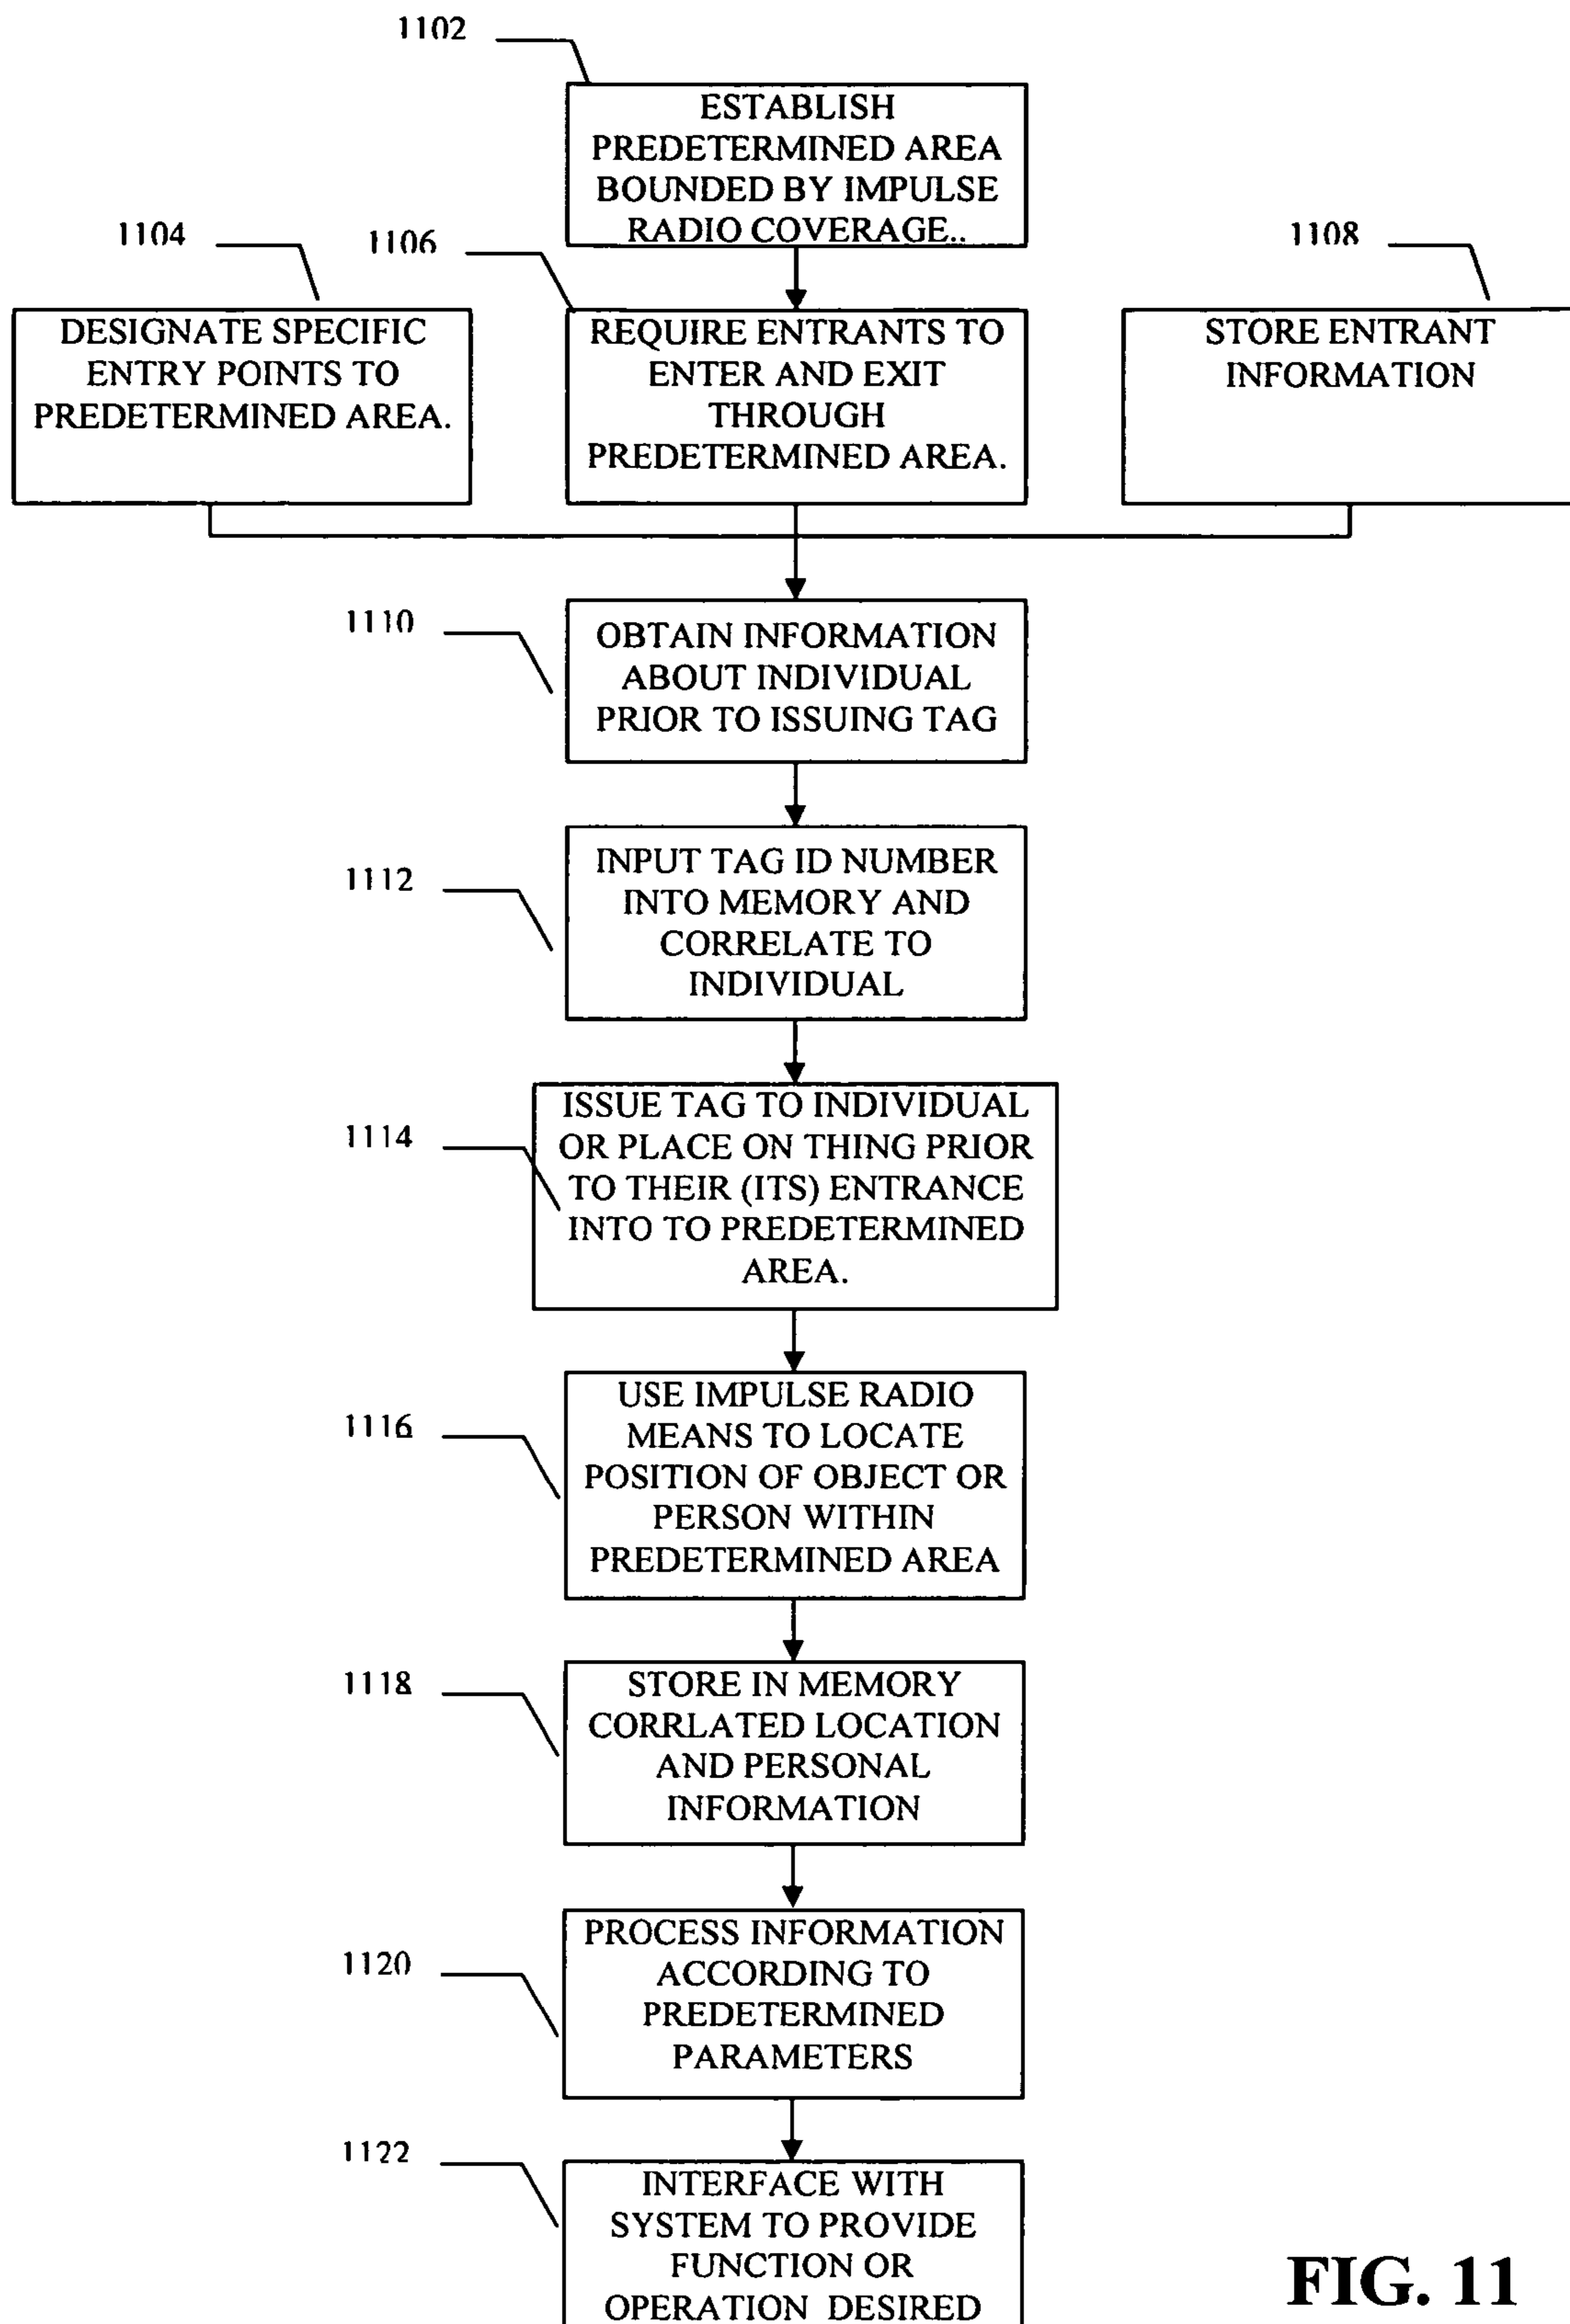 1102
ESTABLISH
PREDETERMINED AREA
BOUNDED BY IMPULSE
RADIO COVERAGE..
1104
1106
1108
DESIGNATE SPECIFIC
ENTRY POINTS TO
PREDETERMINED AREA.
REQUIRE ENTRANTS TO
ENTER AND EXIT
THROUGH
PREDETERMINED AREA.
STORE ENTRANT
INFORMATION
1110
OBTAIN INFORMATION
ABOUT INDIVIDUAL
PRIOR TO ISSUING TAG
1112
INPUT TAG ID NUMBER
INTO MEMORY AND
CORRELATE TO
INDIVIDUAL
1114
ISSUE TAG TO INDIVIDUAL
OR PLACE ON THING PRIOR
TO THEIR (ITS) ENTRANCE
INTO TO PREDETERMINED
AREA.
1116
USE IMPULSE RADIO
MEANS TO LOCATE
POSITION OF OBJECT OR
PERSON WITHIN
PREDETERMINED AREA
1118
STORE IN MEMORY
CORRLATED LOCATION
AND PERSONAL
INFORMATION
1120
PROCESS INFORMATION
ACCORDING TO
PREDETERMINED
PARAMETERS
1122
INTERFACE WITH
SYSTEM TO PROVIDE
FUNCTION OR
OPERATION DESIRED
FIG. 11